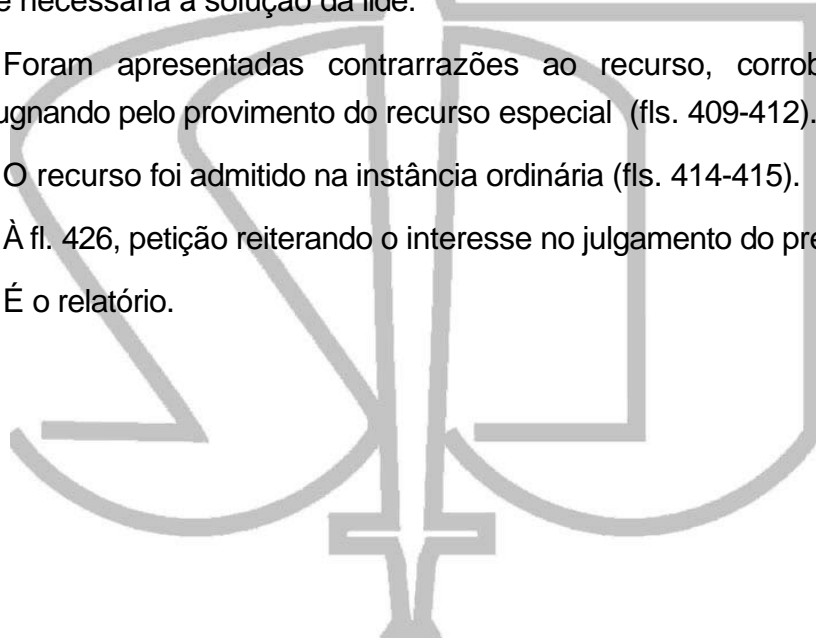 é necessária à solução da lide.
Foram apresentadas contrarrazões ao recurso, corrob
ugnando pelo provimento do recurso especial (fls. 409-412).
O recurso foi admitido na instância ordinária (fls. 414-415).
À fl. 426, petição reiterando o interesse no julgamento do pre
É o relatório.